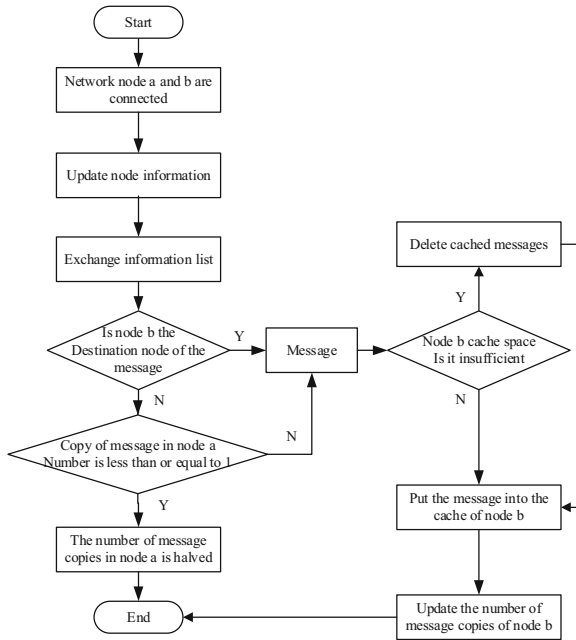 Start
Network node a and b are
connected
Update node information
Exchange information list
Is node b the
Destination node of the
message
Y
N
Message
Copy of message in node a
Number is less than or equal to 1
N
Y
The number of message
copies in node a is halved
End
Delete cached messages
Y
Node b cache space
Is it insufficient
N
Put the message into the
cache of node b
Update the number of
message copies of node b